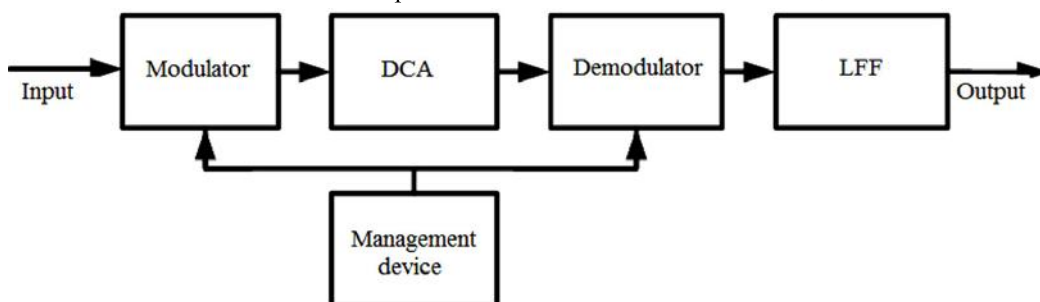 Modulator
DCA
Demodulator
LFF
Input
Output
Management
device